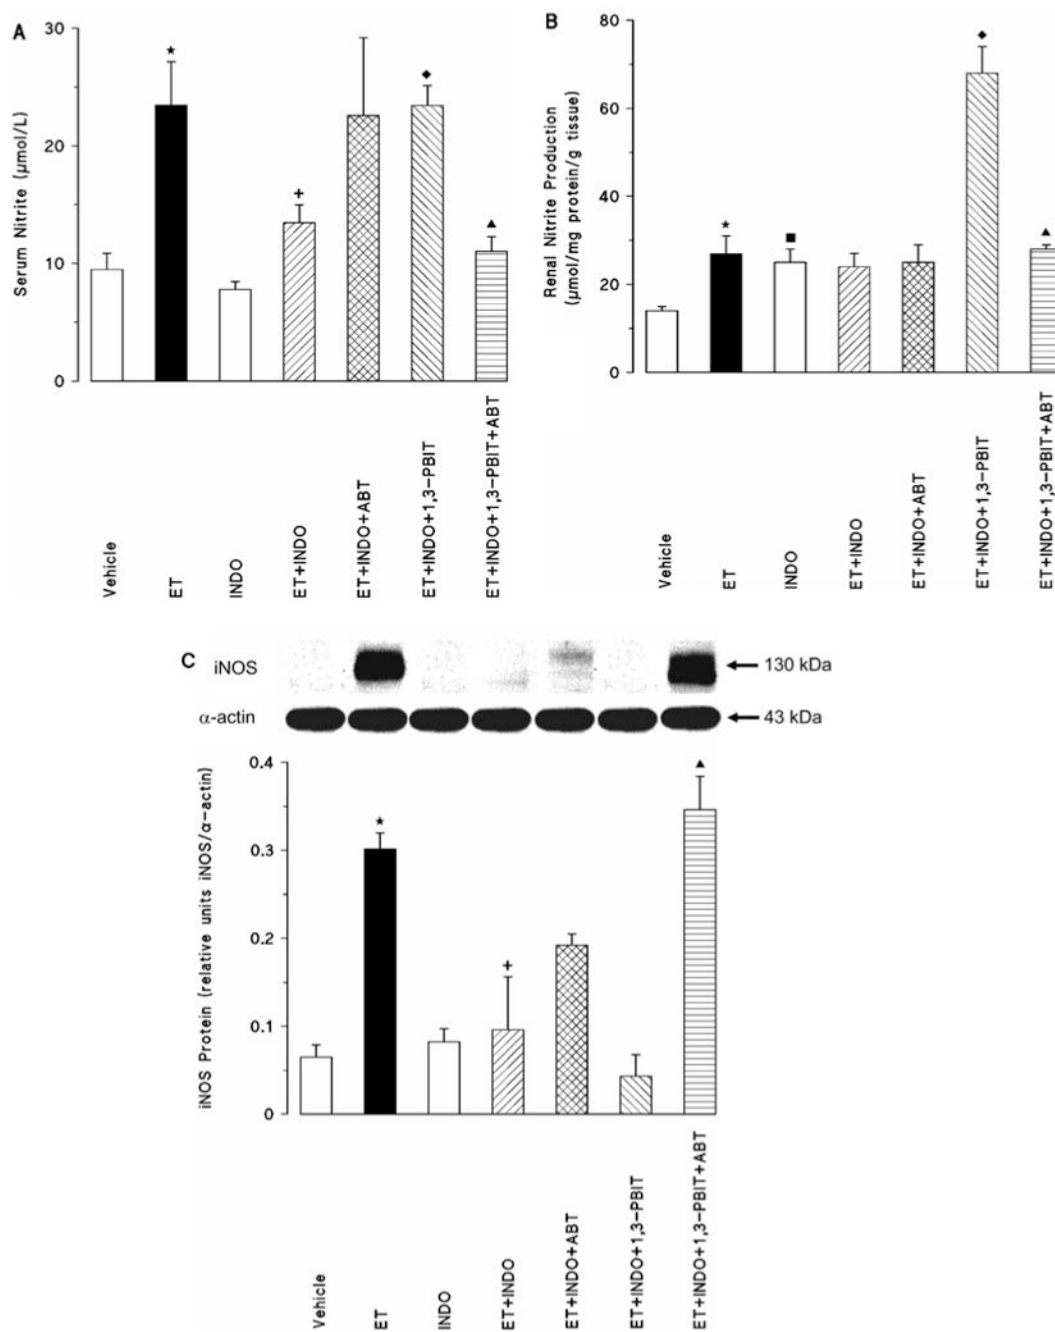 A
Serum Nitrite (µmol/L)
30
20
10
0
★
+
◆
▲
Vehicle
ET
INDO
ET+INDO
ET+INDO+ABT
ET+INDO+1,3-PBIT
ET+INDO+1,3-PBIT+ABT
B
Renal Nitrite Production
(µmol/mg protein/g tissue)
80
60
40
20
0
★
■
◆
▲
Vehicle
ET
INDO
ET+INDO
ET+INDO+ABT
ET+INDO+1,3-PBIT
ET+INDO+1,3-PBIT+ABT
C
iNOS
130 kDa
α-actin
43 kDa
iNOS Protein (relative units iNOS/α-actin)
0.4
0.3
0.2
0.1
0
★
+
▲
Vehicle
ET
INDO
ET+INDO
ET+INDO+ABT
ET+INDO+1,3-PBIT
ET+INDO+1,3-PBIT+ABT